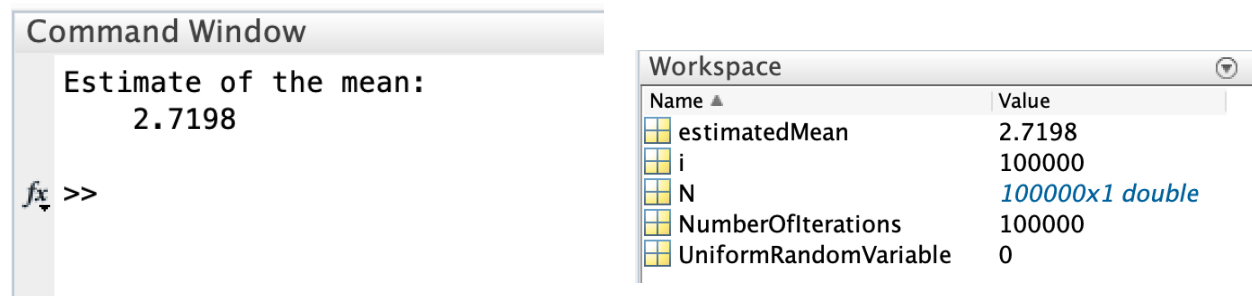 Command Window
Estimate of the mean:
2.7198
fx >>
Workspace
Name Value
estimatedMean 2.7198
i 100000
N 100000x1 double
NumberOfIterations 100000
UniformRandomVariable 0